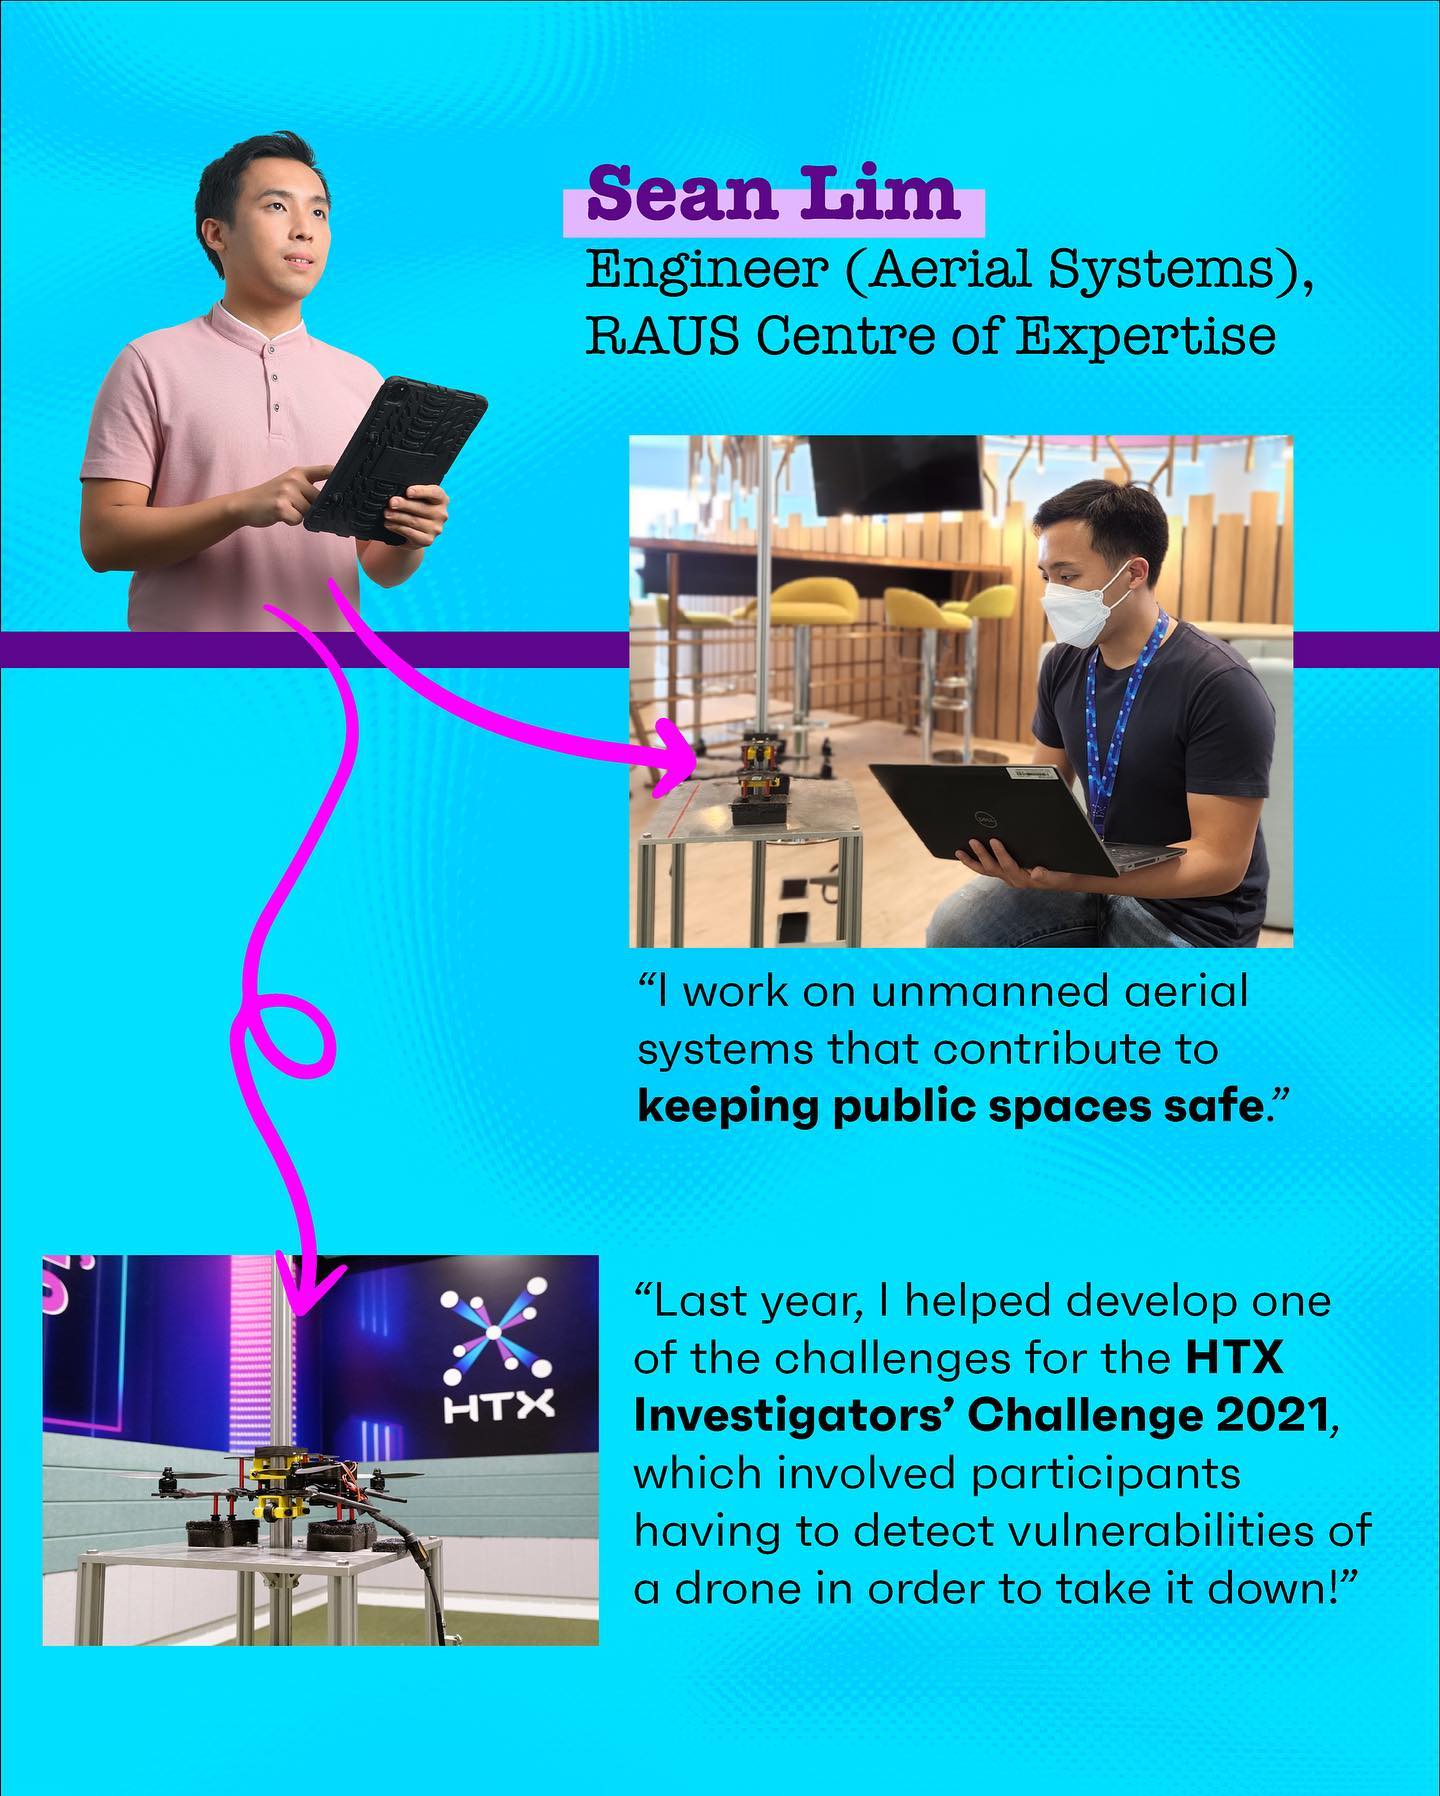 Sean Lim
Engineer (Aerial Systems),
RAUS Centre of Expertise
DELL
“I work on unmanned aerial
systems that contribute to
keeping public spaces safe.”
HTX
“Last year, I helped develop one
of the challenges for the HTX
Investigators’ Challenge 2021,
which involved participants
having to detect vulnerabilities of
a drone in order to take it down!”